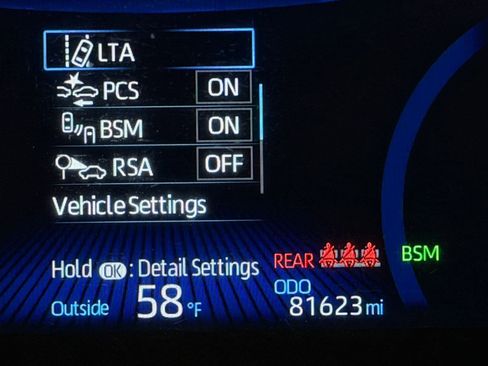 LTA
PCS ON
BSM ON
RSA OFF
Vehicle Settings
Hold OK : Detail Settings
REAR
BSM
Outside 58 °F
ODO
81623 mi